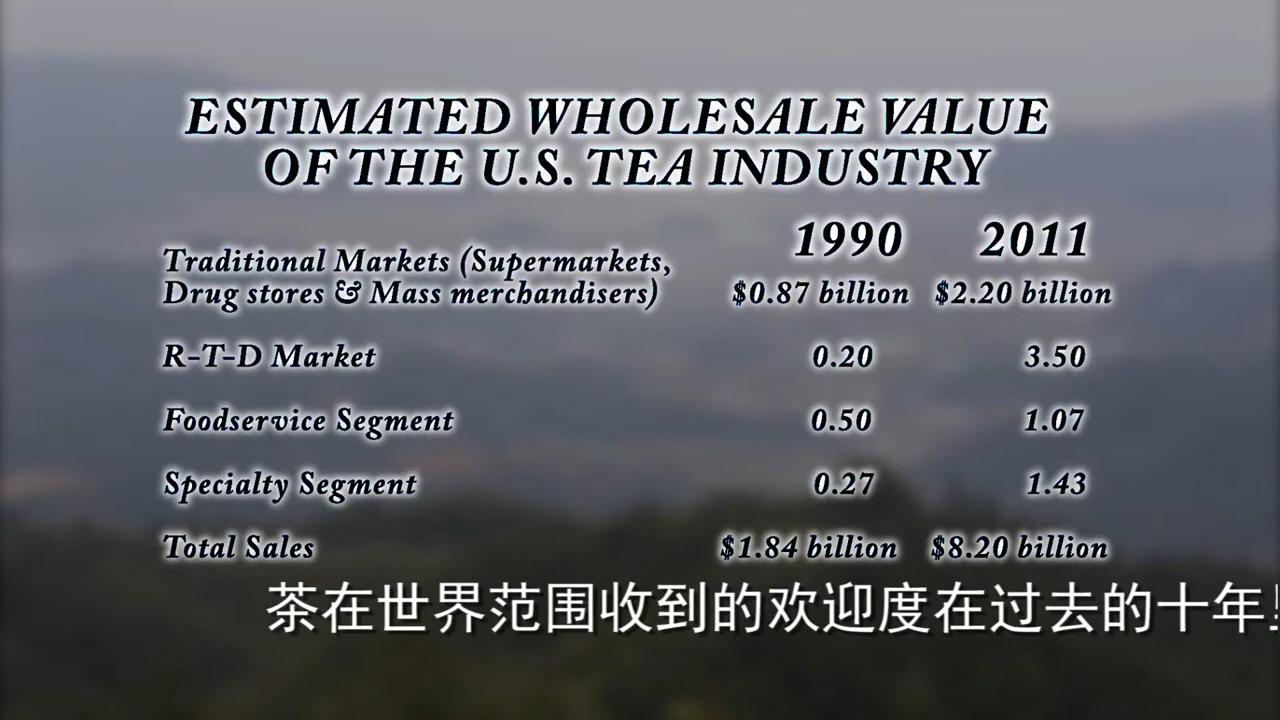 ESTIMATED WHOLESALE VALUE
OF THE U.S. TEA INDUSTRY
1990 2011
Traditional Markets (Supermarkets,
Drug stores & Mass merchandisers) $0.87 billion $2.20 billion
R-T-D Market 0.20 3.50
Foodservice Segment 0.50 1.07
Specialty Segment 0.27 1.43
Total Sales $1.84 billion $8.20 billion
茶在世界范围收到的欢迎度在过去的十年